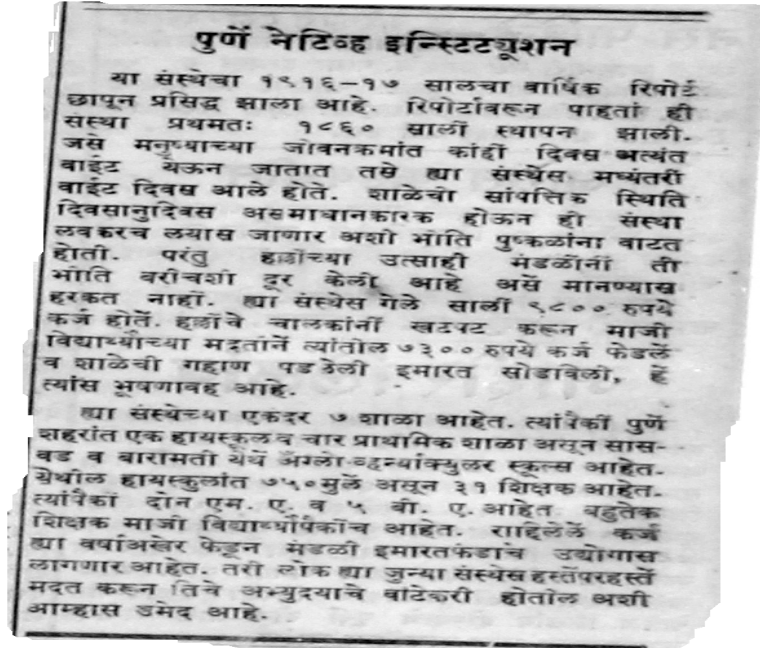 पुणें नेटिव्ह इन्स्टिट्यूशन
या संस्थेचा १९१६-१७ सालचा वार्षिक रिपोर्ट
छापून प्रसिद्ध झाला आहे. रिपोर्टावरून पाहतां ही
संस्था प्रथमतः १८६० सालीं स्थापन झाली.
जसे मनुष्याच्या जीवनक्रमांत कांहीं दिवस अत्यंत
वाईट येऊन जातात तसे ह्या संस्थेस मध्यंतरीं
वाईट दिवस आले होते. शाळेची सांपत्तिक स्थिति
दिवसानुदिवस असमाधानकारक होऊन ही संस्था
लवकरच लयास जाणार अशी भीति पुष्कळांना वाटत
होती. परंतु हल्लींच्या उत्साही मंडळींनीं ती
भीति बरीचशी दूर केली आहे असें मानण्यास
हरकत नाहीं. ह्या संस्थेस गेले सालीं ९८०० रुपये
कर्ज होतें. हल्लींचे चालकांनीं खटपट करून माजी
विद्यार्थ्यांच्या मदतीनें त्यांतील ७३०० रुपये कर्ज फेडलें
व शाळेची गहाण पडलेली इमारत सोडविली, हें
त्यांस भूषणावह आहे.
ह्या संस्थेच्या एकंदर ७ शाळा आहेत. त्यांपैकीं पुणें
शहरांत एक हायस्कूल व चार प्राथमिक शाळा असून सास-
वड व बारामती येथें अँग्लो व्हर्न्याक्युलर स्कूल्स आहेत.
येथील हायस्कुलांत ७५० मुलें असून ३१ शिक्षक आहेत.
त्यांपैकीं दोन एम. ए. व ५ बी. ए. आहेत बहुतेक
शिक्षक माजी विद्यार्थ्यांपैकींच आहेत. राहिलेलें कर्ज
ह्या वर्षाअखेर फेडून मंडळी इमारतफंडाचे उद्योगास
लागणार आहेत. तरी लोक ह्या जुन्या संस्थेस हस्तेंपरहस्तें
मदत करून तिचे अभ्युदयाचे वांटेकरी होतील अशी
आम्हास उमेद आहे.